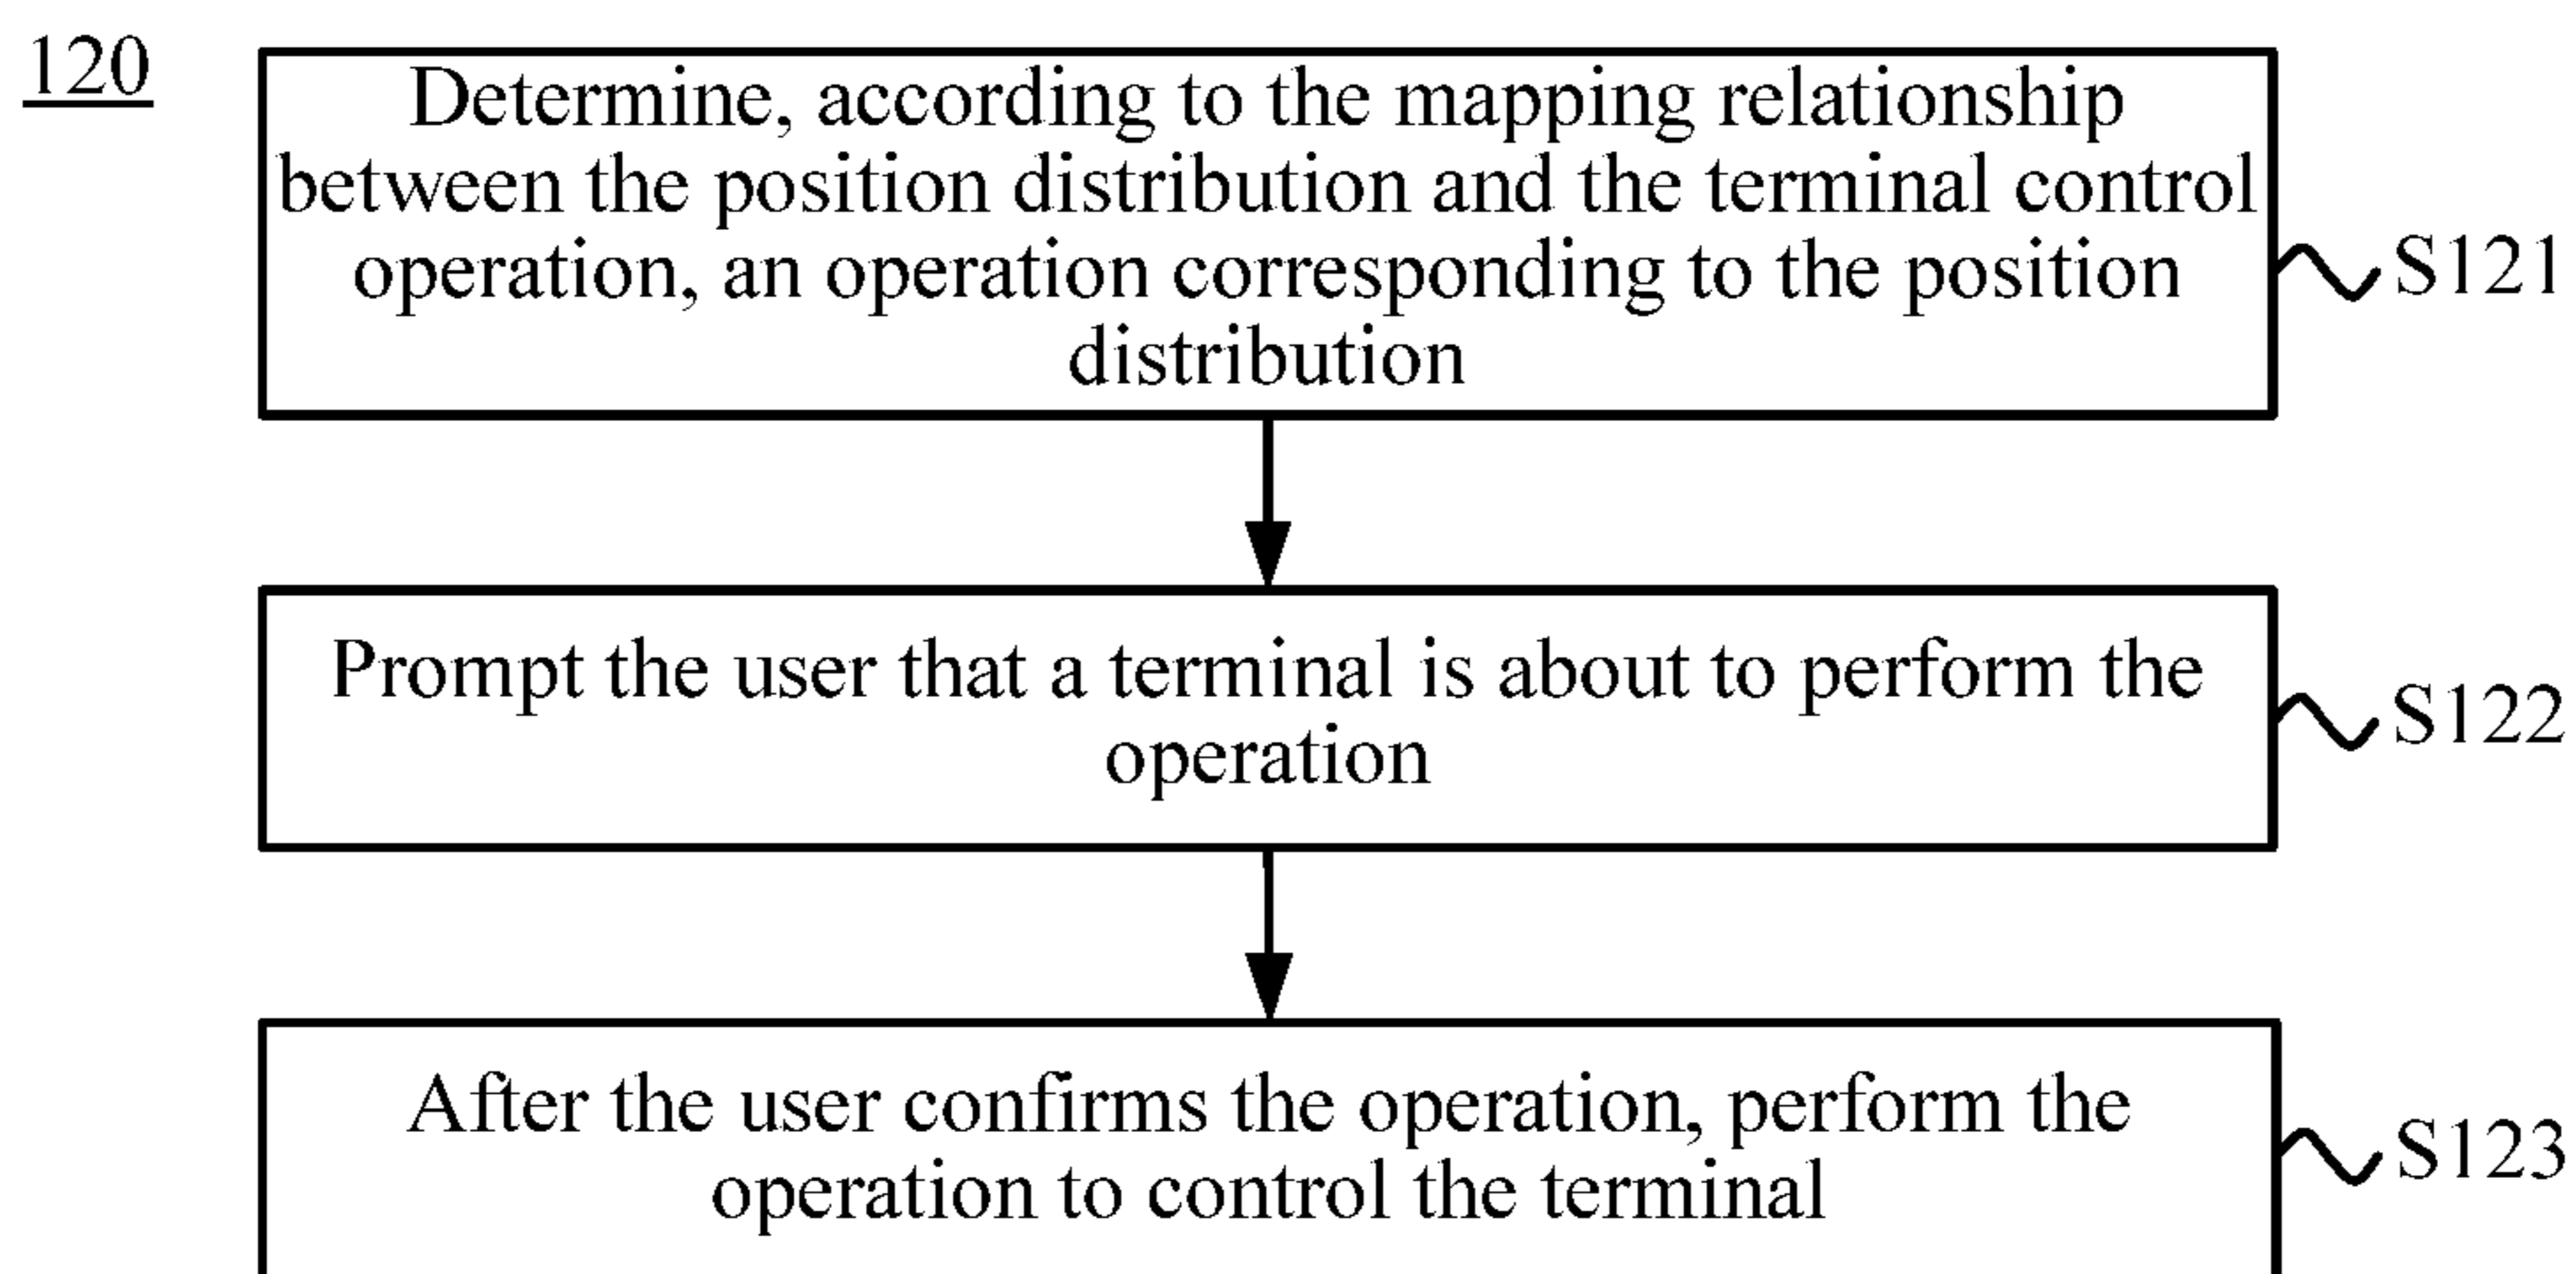 120
Determine, according to the mapping relationship
between the position distribution and the terminal control
operation, an operation corresponding to the position
distribution
S121
Prompt the user that a terminal is about to perform the
operation
S122
After the user confirms the operation, perform the
operation to control the terminal
S123